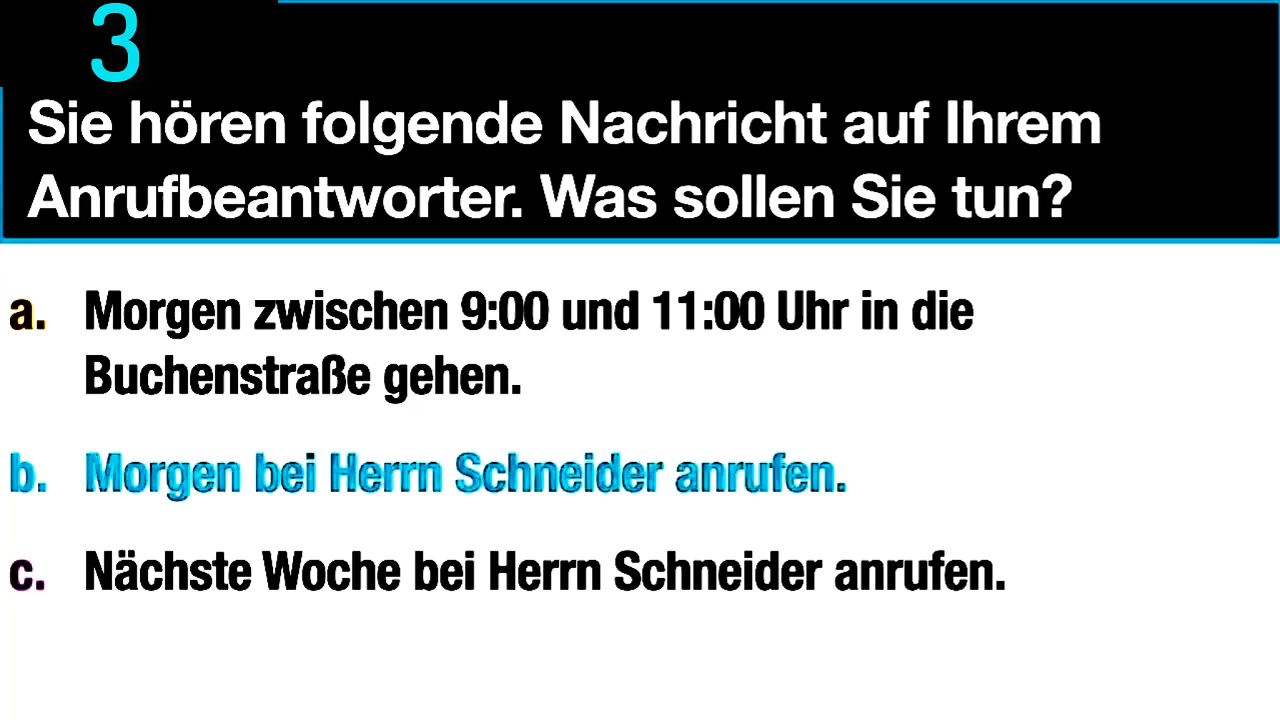 3
Sie hören folgende Nachricht auf Ihrem
Anrufbeantworter. Was sollen Sie tun?
a. Morgen zwischen 9:00 und 11:00 Uhr in die
Buchenstraße gehen.
b. Morgen bei Herrn Schneider anrufen.
c. Nächste Woche bei Herrn Schneider anrufen.